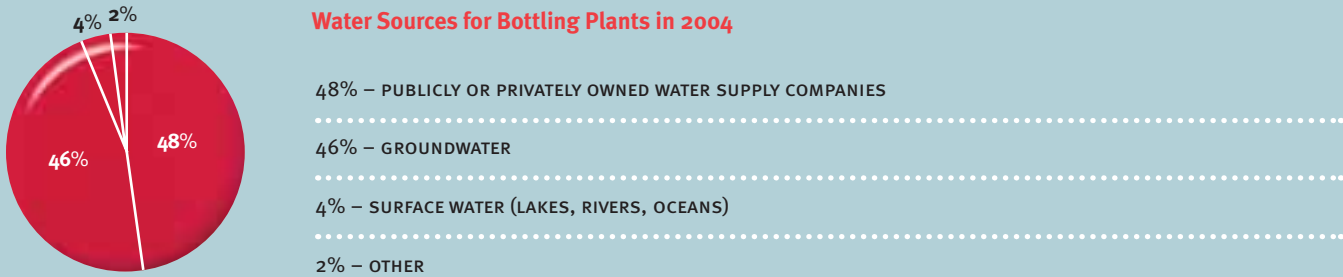 4% 2%
48%
46%
Water Sources for Bottling Plants in 2004
48% – PUBLICLY OR PRIVATELY OWNED WATER SUPPLY COMPANIES
46% – GROUNDWATER
4% – SURFACE WATER (LAKES, RIVERS, OCEANS)
2% – OTHER